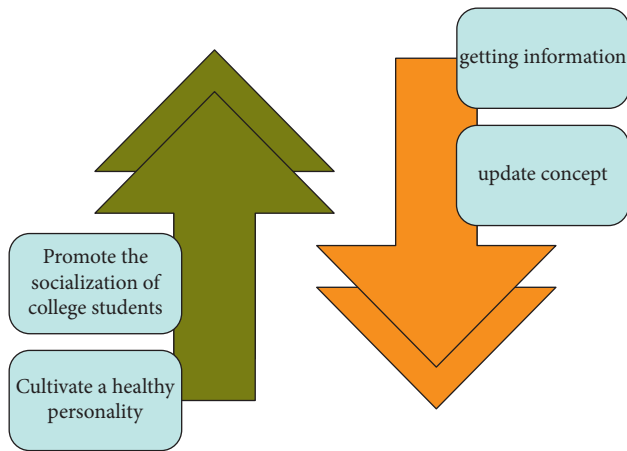 getting information
update concept
Promote the
socialization of
college students
Cultivate a healthy
personality